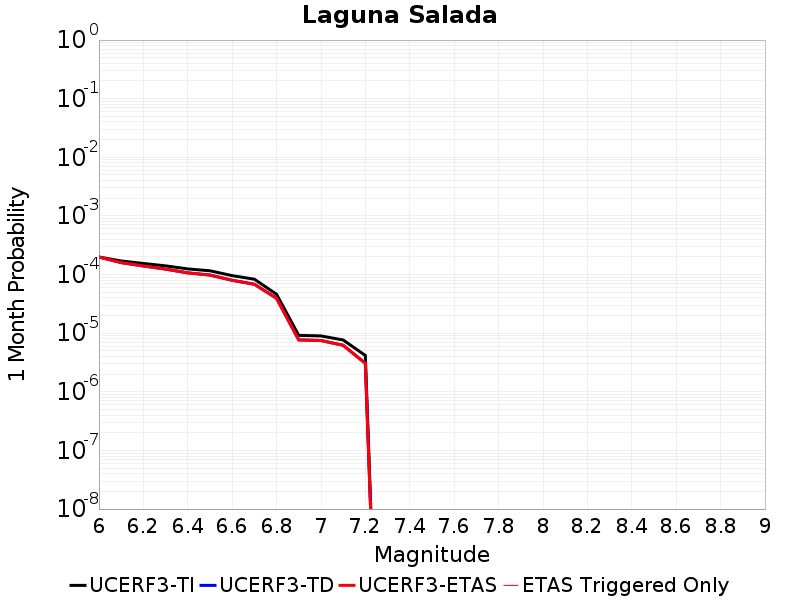 Laguna Salada
1 Month Probability
10^0
10^-1
10^-2
10^-3
10^-4
10^-5
10^-6
10^-7
10^-8
6 6.2 6.4 6.6 6.8 7 7.2 7.4 7.6 7.8 8 8.2 8.4 8.6 8.8 9
Magnitude
UCERF3-TI UCERF3-TD UCERF3-ETAS ETAS Triggered Only